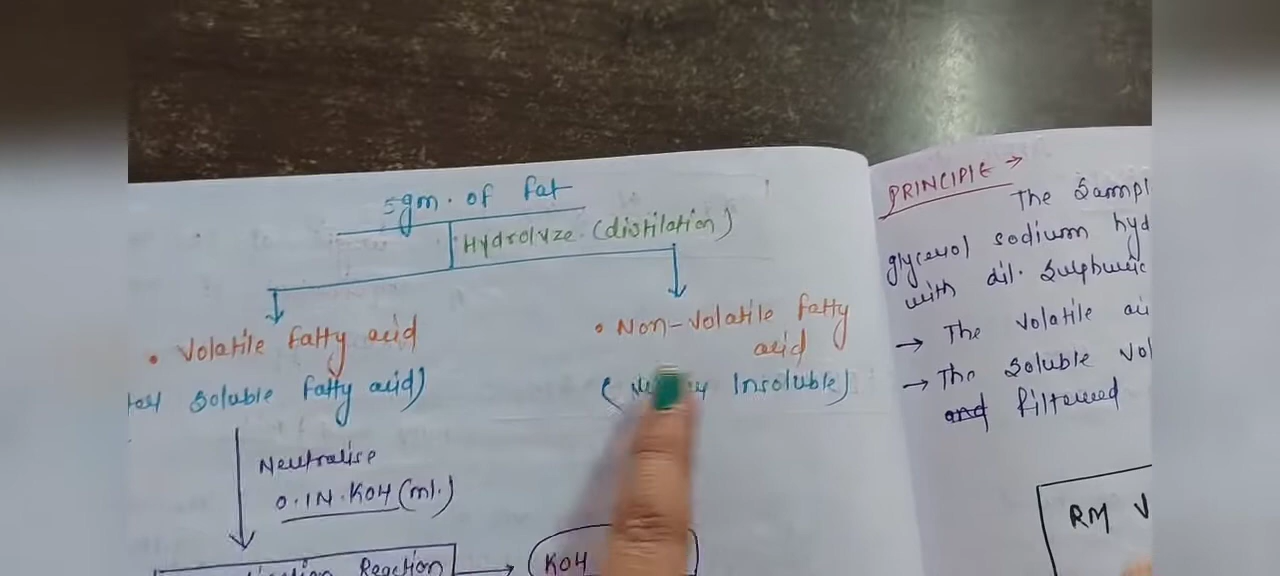 5gm. of fat
Hydrolyze. (distilation)
• Volatile fatty acid
soluble fatty acid)
Neutralise
0.1N.KOH (ml.)
Reaction
• Non-volatile fatty
acid
Insoluble)
KOH
PRINCIPLE →
The Sampl
glycerol sodium hyd
with dil. Sulphuric
→ The volatile
→ The soluble vol
and filtered
RM V